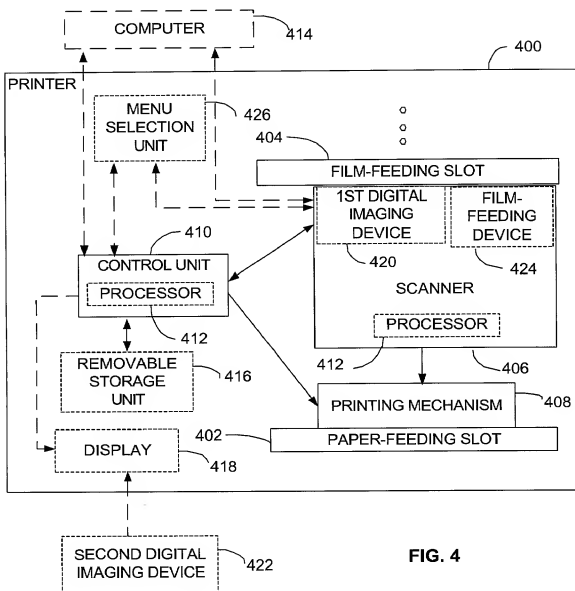 COMPUTER
414
400
PRINTER
MENU
SELECTION
UNIT
426
404
FILM-FEEDING SLOT
1ST DIGITAL
IMAGING
DEVICE
420
FILM-
FEEDING
DEVICE
424
410
CONTROL UNIT
PROCESSOR
412
SCANNER
PROCESSOR
412
406
REMOVABLE
STORAGE
UNIT
416
PRINTING MECHANISM
408
402
PAPER-FEEDING SLOT
DISPLAY
418
SECOND DIGITAL
IMAGING DEVICE
422
FIG. 4